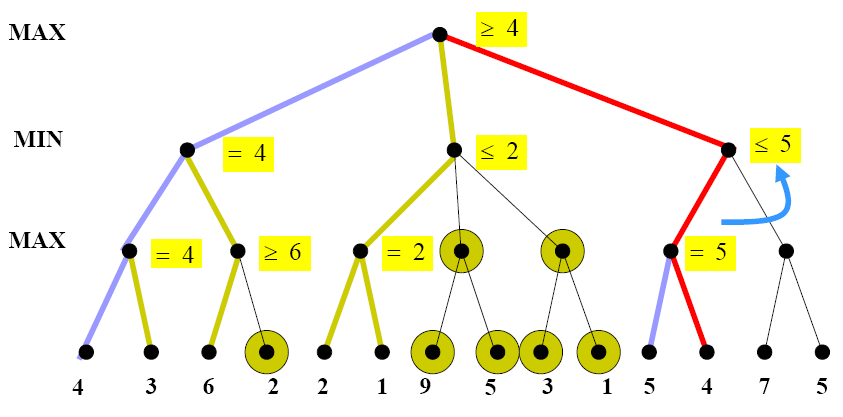 MAX ≥ 4
MIN = 4 ≤ 2 ≤ 5
MAX = 4 ≥ 6 = 2 = 5
4 3 6 2 2 1 9 5 3 1 5 4 7 5